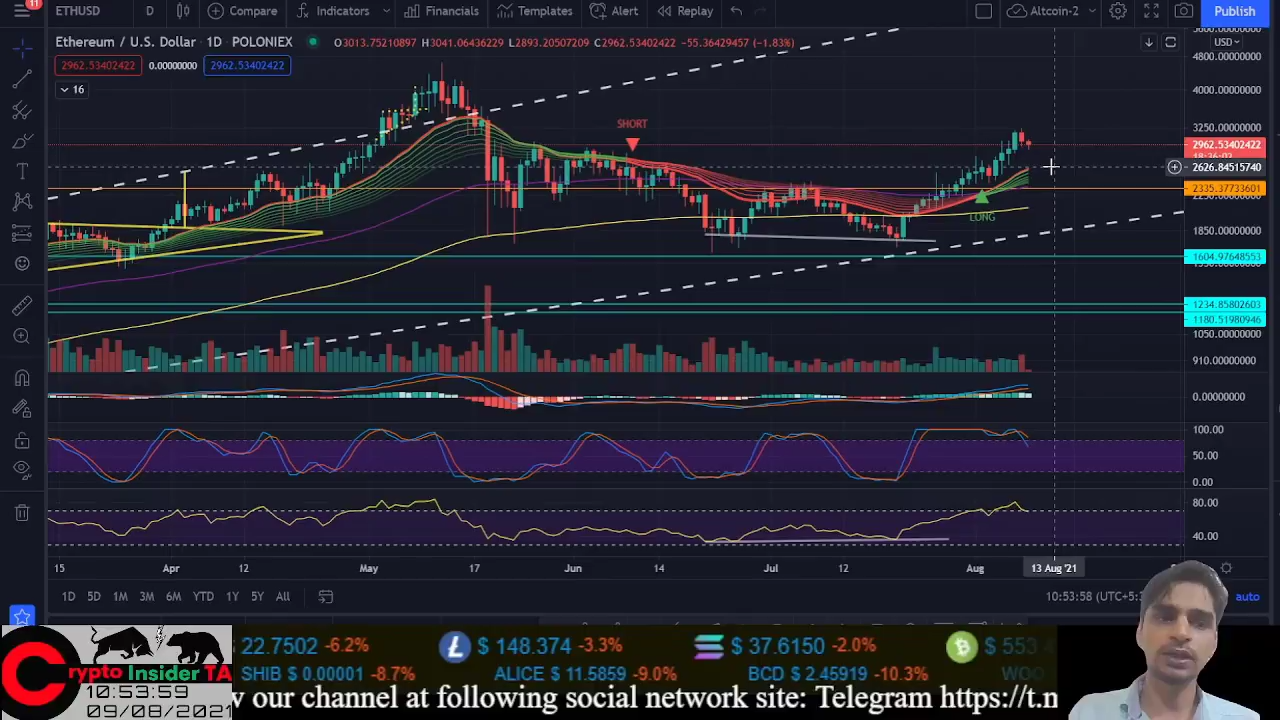 11
ETHUSD D Compare Indicators Financials Templates Alert Replay Altcoin-2 Publish
Ethereum / U.S. Dollar 1D POLONIEX O3013.75210897 H3041.06436229 L2893.20507209 C2962.53402422 -55.36429457 (-1.83%)
USD
2962.53402422 0.00000000 2962.53402422
16
4800.00000000
4000.00000000
3250.00000000
2962.53402422
18:36:02
2626.84515740
2335.37733601
1850.00000000
1604.97648553
1234.85802603
1180.51980946
1050.00000000
910.00000000
SHORT
LONG
0.00000000
100.00
50.00
0.00
80.00
40.00
15 Apr 12 May 17 Jun 14 Jul 12 Aug 13 Aug '21
1D 5D 1M 3M 6M YTD 1Y 5Y All 10:53:58 (UTC+5:3 auto
22.7502 -6.2% $ 148.374 -3.3% $ 37.6150 -2.0% $ 553
SHIB $ 0.00001 -8.7% ALICE $ 11.5859 -9.0% BCD $ 2.45919 -10.3% WOO
Crypto Insider TA
10:53:59
09/08/2021
w our channel at following social network site: Telegram https://t.m